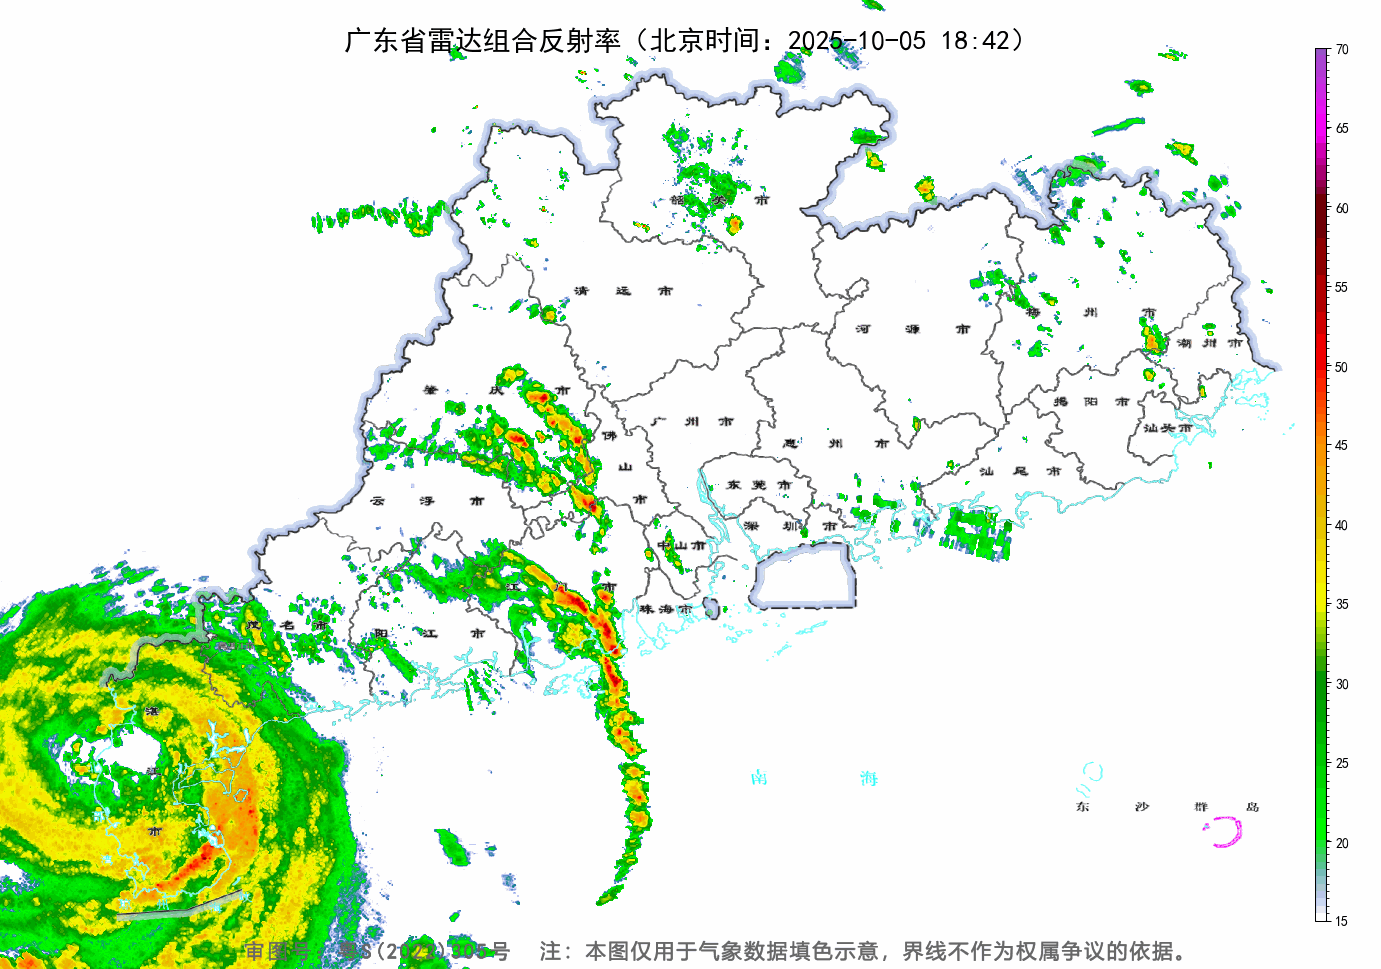 广东省雷达组合反射率（北京时间：2025-10-05 18:42）
70
65
60
55
50
45
40
35
30
25
20
15
韶关市
清远市
河源市
梅州市
潮州市
肇庆市
广州市
揭阳市
汕头市
佛山市
惠州市
汕尾市
云浮市
东莞市
深圳市
中山市
江门市
珠海市
茂名市
阳江市
湛江市
南海
东沙群岛
审图号：粤S(2022)305号 注：本图仅用于气象数据填色示意，界线不作为权属争议的依据。